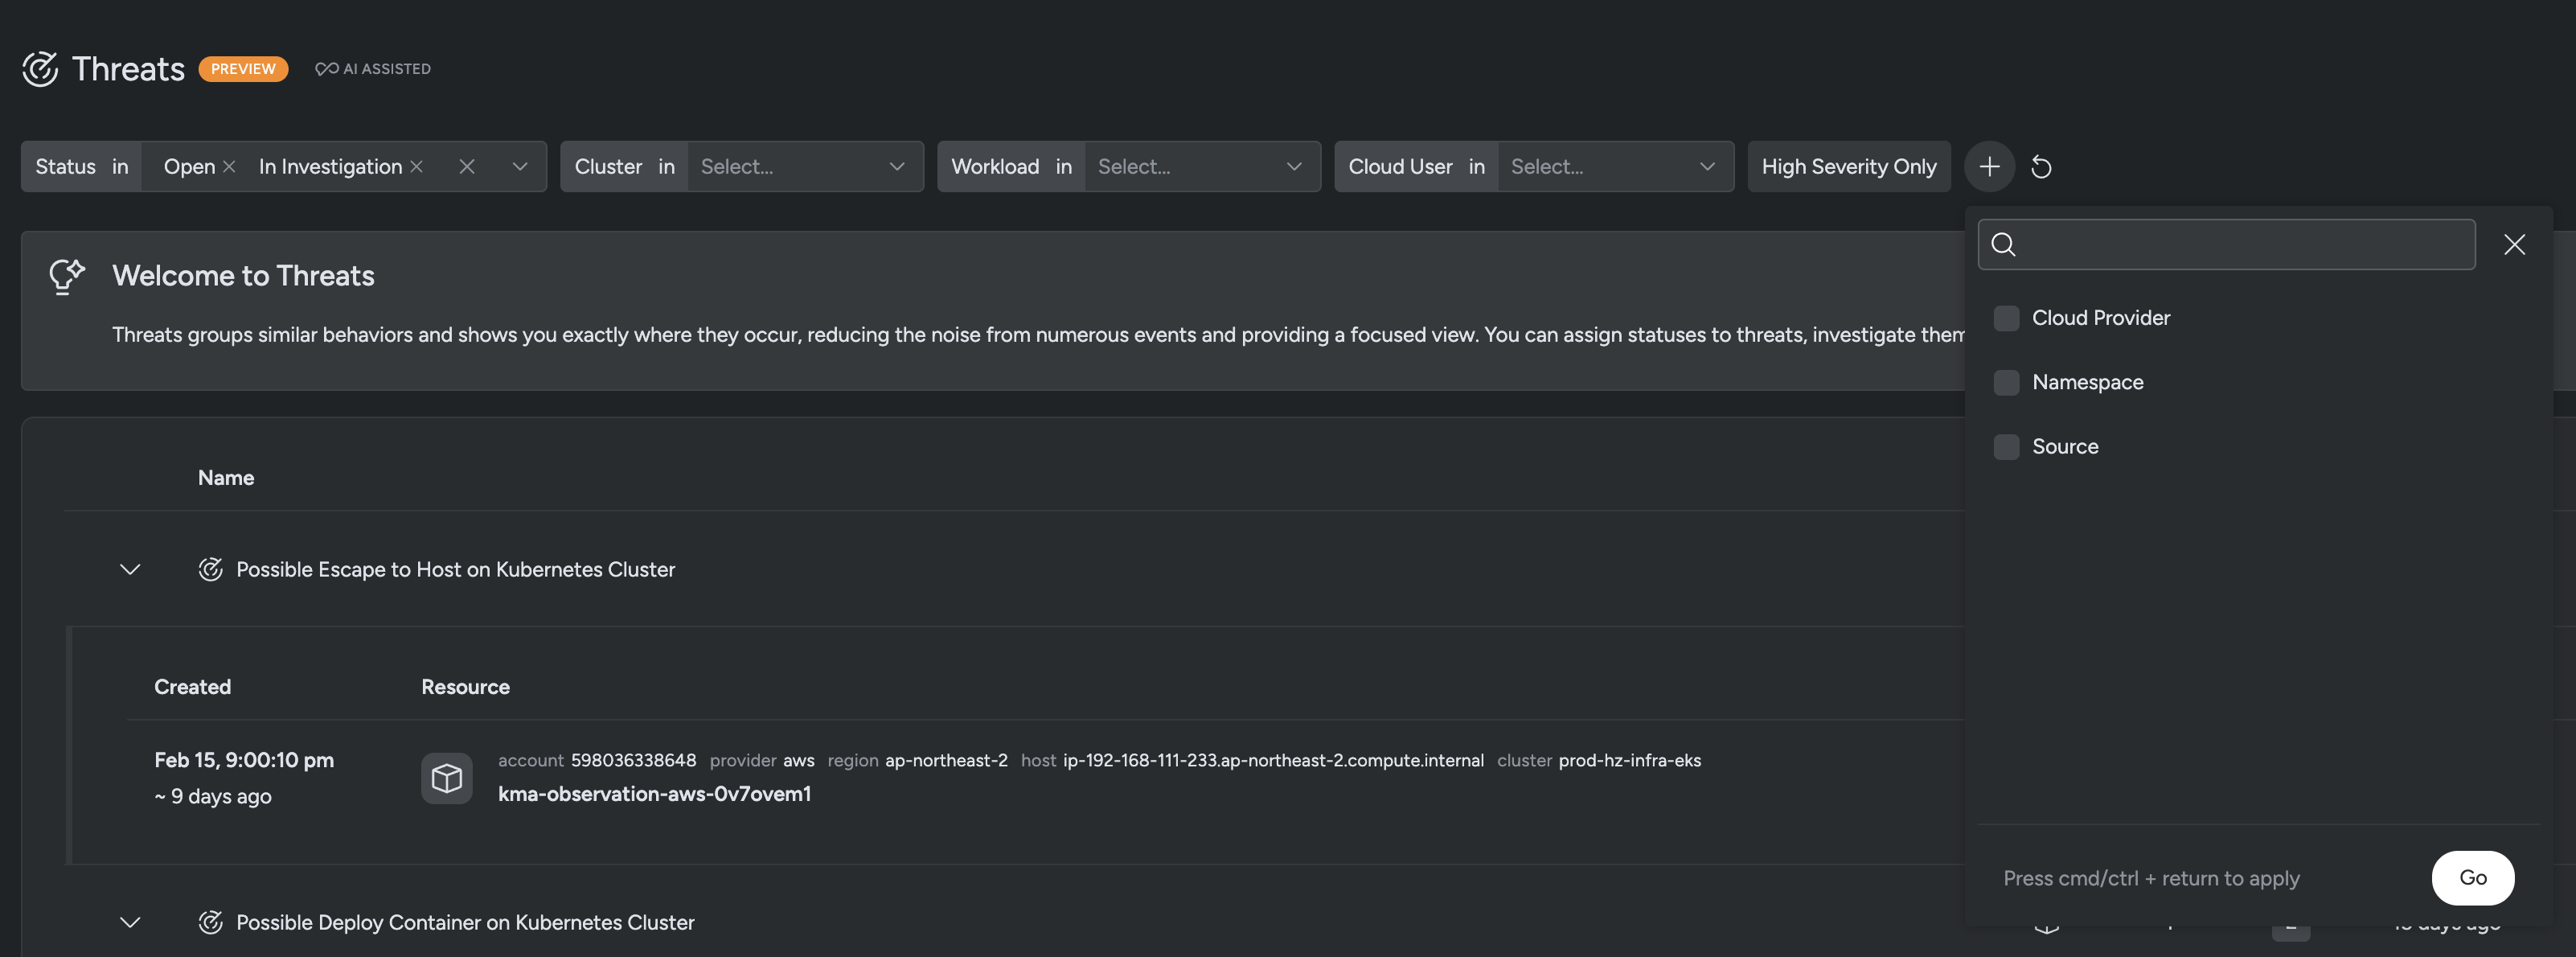 Threats PREVIEW AI ASSISTED
Status in Open In Investigation Cluster in Select... Workload in Select... Cloud User in Select... High Severity Only
Welcome to Threats
Threats groups similar behaviors and shows you exactly where they occur, reducing the noise from numerous events and providing a focused view. You can assign statuses to threats, investigate them
Cloud Provider
Namespace
Source
Press cmd/ctrl + return to apply Go
Name
Possible Escape to Host on Kubernetes Cluster
Created Resource
Feb 15, 9:00:10 pm
~ 9 days ago
account 598036338648 provider aws region ap-northeast-2 host ip-192-168-111-233.ap-northeast-2.compute.internal cluster prod-hz-infra-eks
kma-observation-aws-0v7ovem1
Possible Deploy Container on Kubernetes Cluster
days ago